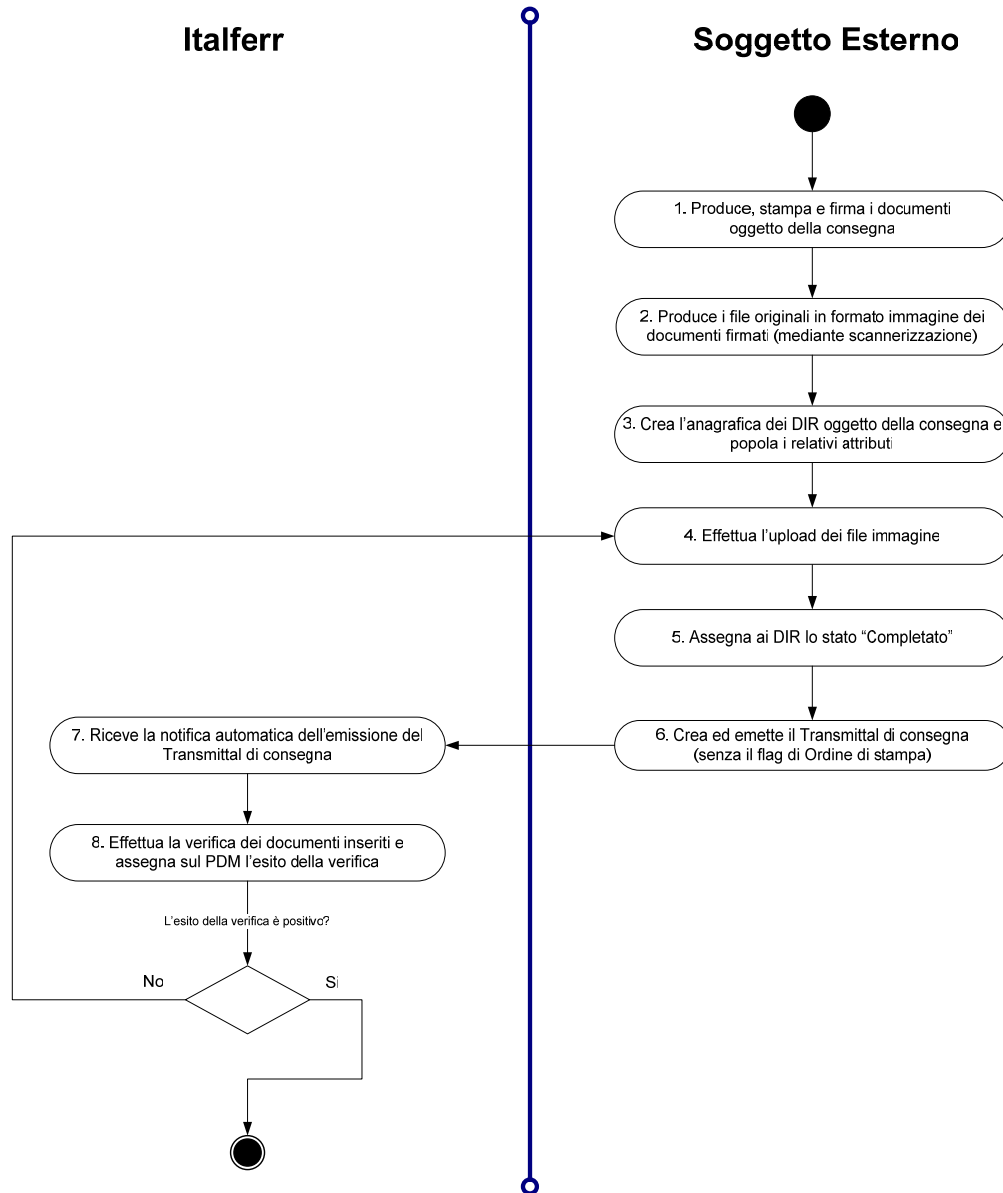 Italferr
Soggetto Esterno
1. Produce, stampa e firma i documenti
oggetto della consegna
2. Produce i file originali in formato immagine dei
documenti firmati (mediante scannerizzazione)
3. Crea l'anagrafica dei DIR oggetto della consegna e
popola i relativi attributi
4. Effettua l'upload dei file immagine
5. Assegna ai DIR lo stato “Completato”
6. Crea ed emette il Transmittal di consegna
(senza il flag di Ordine di stampa)
7. Riceve la notifica automatica dell'emissione del
Transmittal di consegna
8. Effettua la verifica dei documenti inseriti e
assegna sul PDM l'esito della verifica
L'esito della verifica è positivo?
No
Si